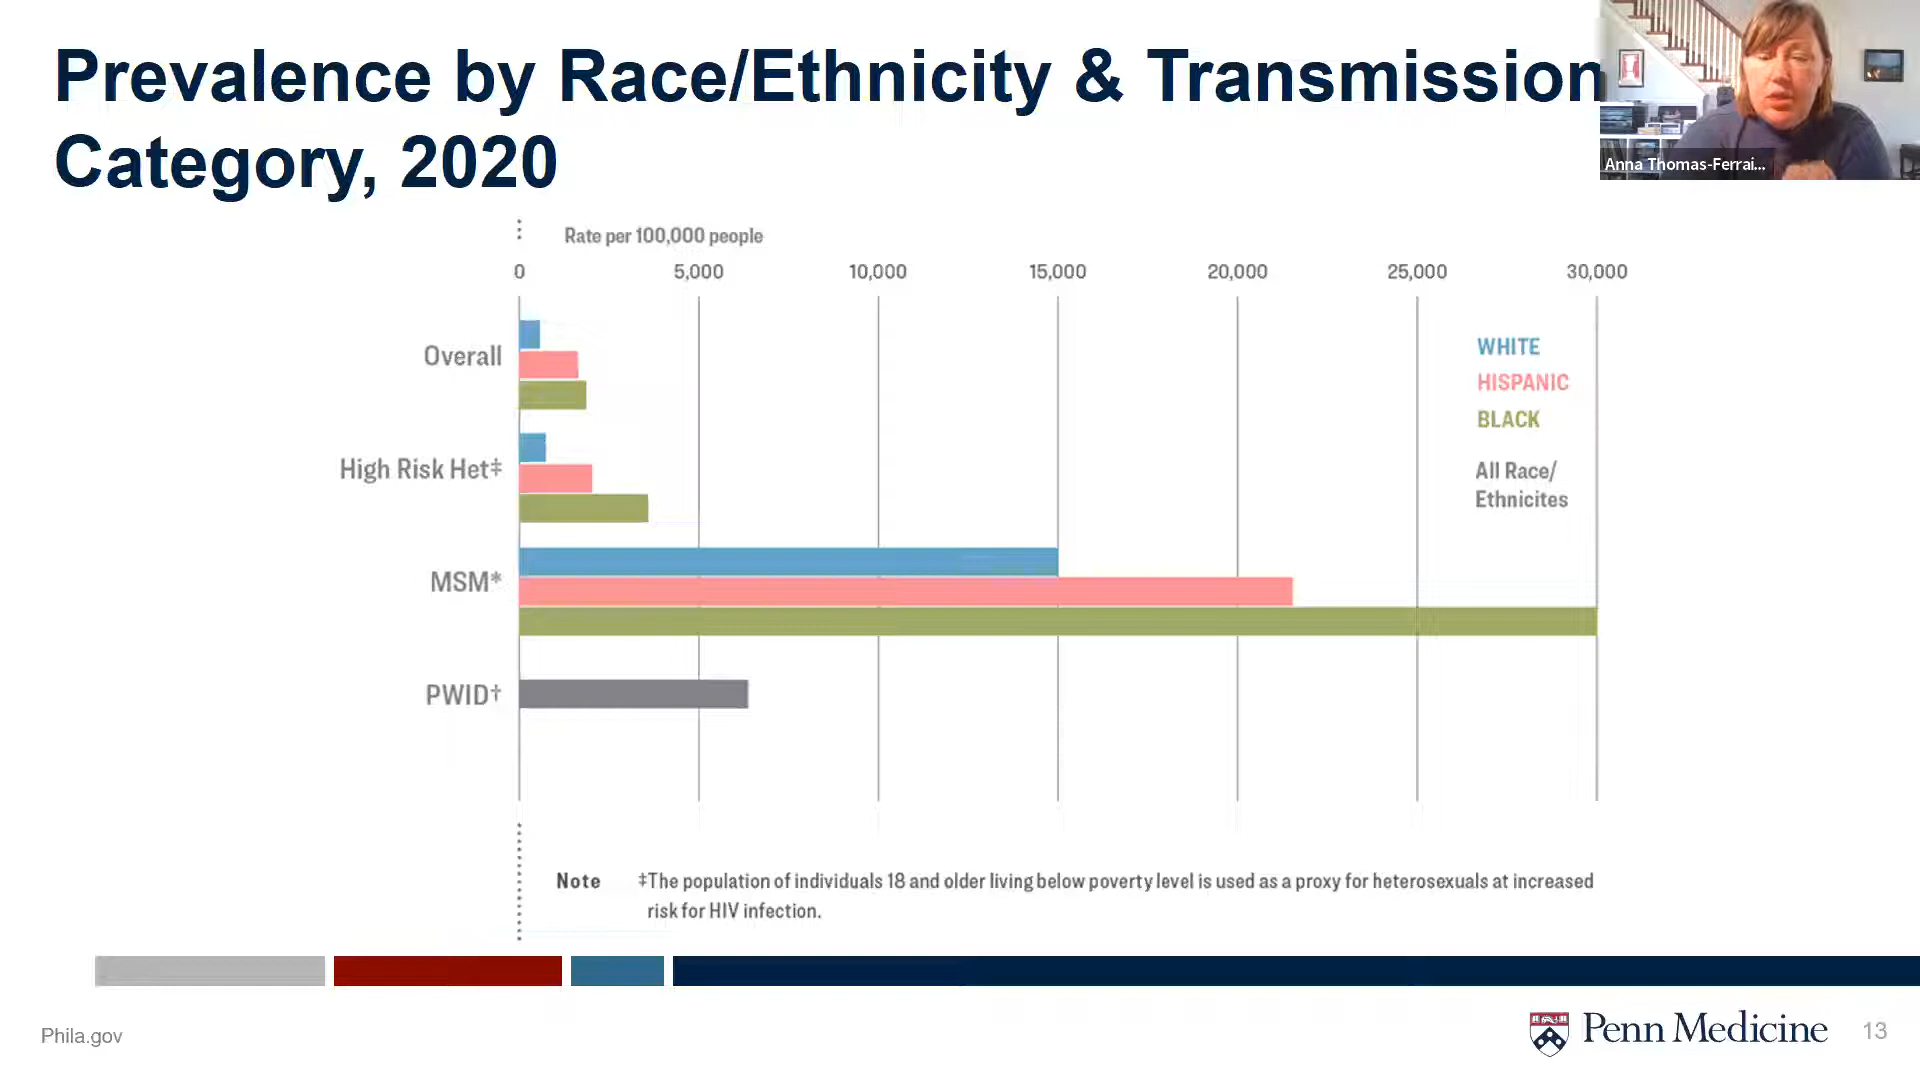 Prevalence by Race/Ethnicity & Transmission
Category, 2020
Anna Thomas-Ferrai...
Rate per 100,000 people
0 5,000 10,000 15,000 20,000 25,000 30,000
Overall
High Risk Het‡
MSM*
PWID†
WHITE
HISPANIC
BLACK
All Race/
Ethnicites
Note ‡The population of individuals 18 and older living below poverty level is used as a proxy for heterosexuals at increased
risk for HIV infection.
Phila.gov
Penn Medicine
13